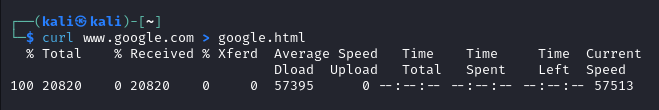 ┌──(kali㉿kali)-[~]
└─$ curl www.google.com > google.html
  % Total    % Received % Xferd  Average Speed   Time    Time     Time  Current
                                 Dload  Upload   Total   Spent    Left  Speed
100 20820    0 20820    0     0  57395      0 --:--:-- --:--:-- --:--:-- 57513